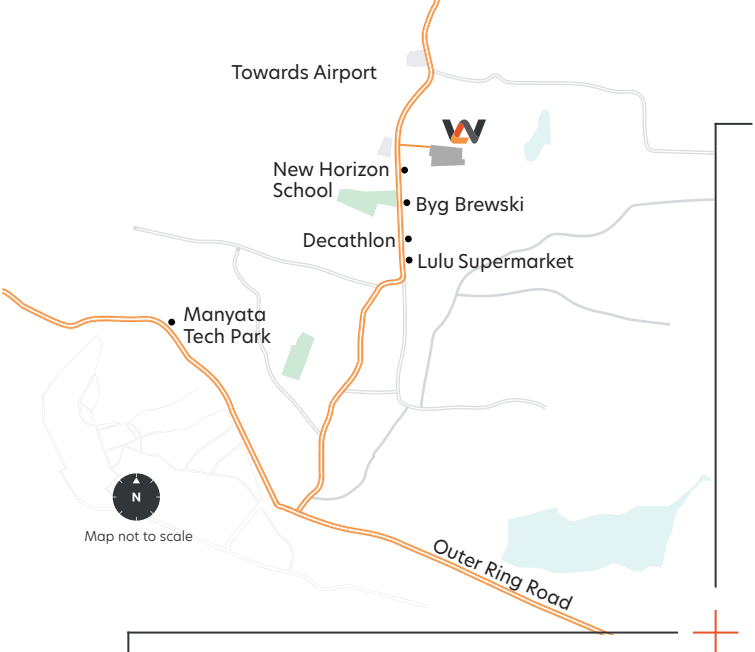 Towards Airport
New Horizon
School
Byg Brewski
Decathlon
Lulu Supermarket
Manyata
Tech Park
N
Map not to scale
Outer Ring Road